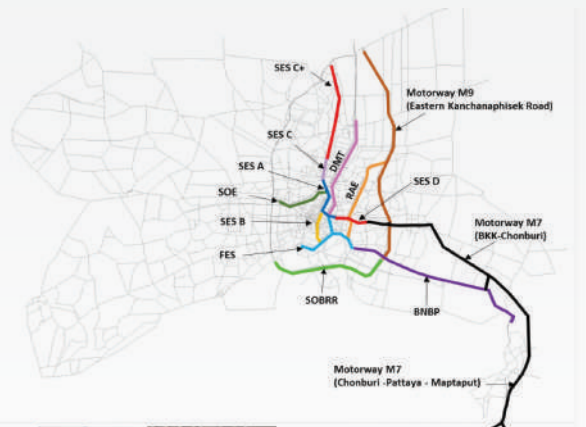 SES C+
Motorway M9
(Eastern Kanchanaphisek Road)
SES C
DMT
SES A
RAE
SES D
SOE
SES B
Motorway M7
(BKK-Chonburi)
FES
SOBRR
BNBP
Motorway M7
(Chonburi -Pattaya - Maptaput)